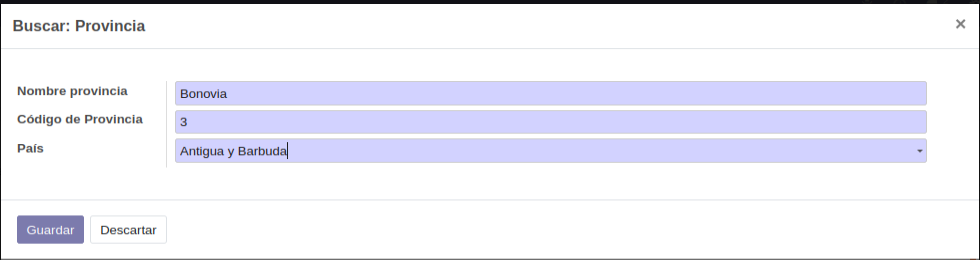 Buscar: Provincia ×
Nombre provincia Bonovia
Código de Provincia 3
País Antigua y Barbuda
Guardar Descartar